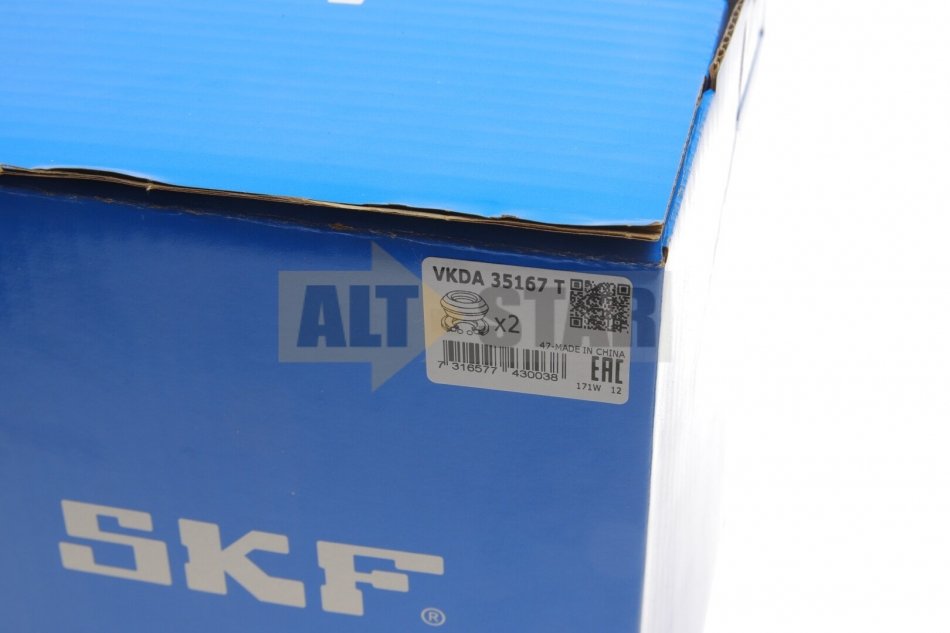 VKDA 35167 T
x2
47-MADE IN CHINA
7 316577 430038
EAC
171W 12
ALT STAR
SKF®